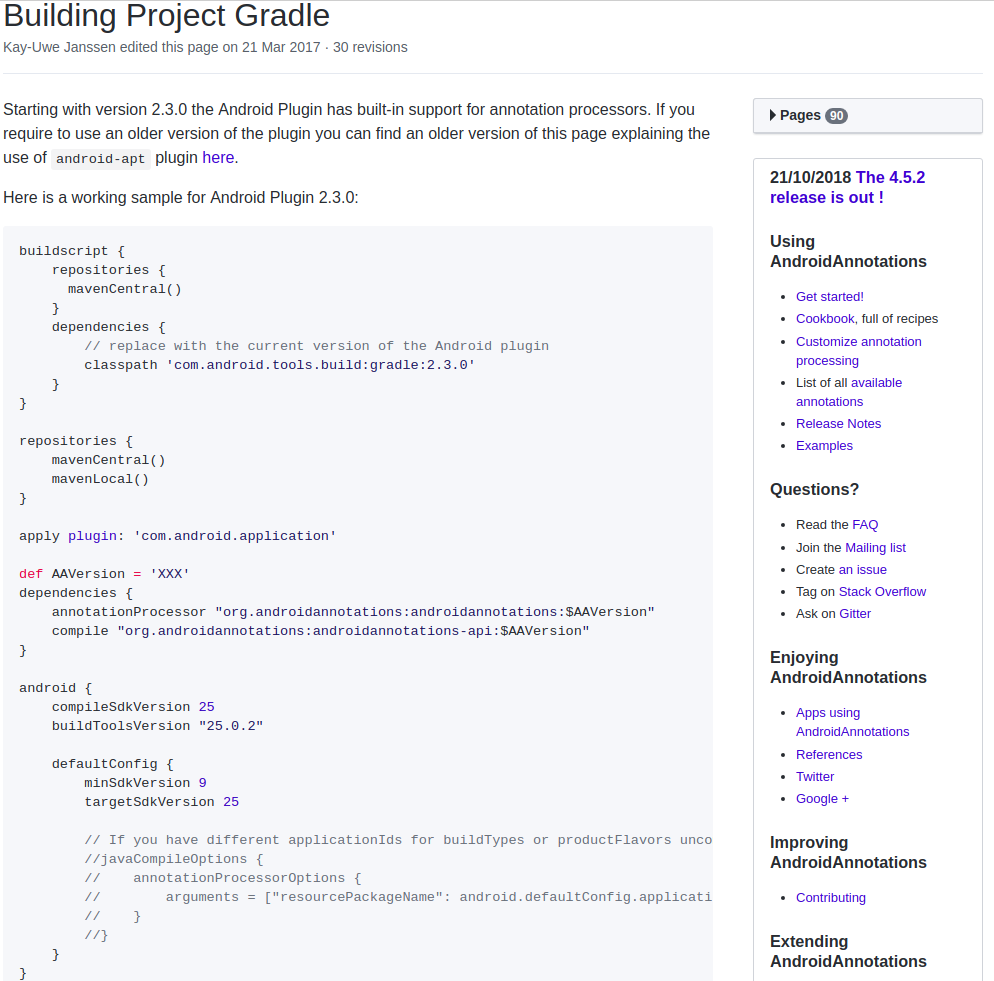 Building Project Gradle
Kay-Uwe Janssen edited this page on 21 Mar 2017 · 30 revisions
Starting with version 2.3.0 the Android Plugin has built-in support for annotation processors. If you
require to use an older version of the plugin you can find an older version of this page explaining the
use of android-apt plugin here.
Here is a working sample for Android Plugin 2.3.0:
buildscript {
    repositories {
      mavenCentral()
    }
    dependencies {
        // replace with the current version of the Android plugin
        classpath 'com.android.tools.build:gradle:2.3.0'
    }
}

repositories {
    mavenCentral()
    mavenLocal()
}

apply plugin: 'com.android.application'

def AAVersion = 'XXX'
dependencies {
    annotationProcessor "org.androidannotations:androidannotations:$AAVersion"
    compile "org.androidannotations:androidannotations-api:$AAVersion"
}

android {
    compileSdkVersion 25
    buildToolsVersion "25.0.2"

    defaultConfig {
        minSdkVersion 9
        targetSdkVersion 25

        // If you have different applicationIds for buildTypes or productFlavors unco
        //javaCompileOptions {
        //    annotationProcessorOptions {
        //        arguments = ["resourcePackageName": android.defaultConfig.applicati
        //    }
        //}
    }
}
Pages 90
21/10/2018 The 4.5.2
release is out !
Using
AndroidAnnotations
• Get started!
• Cookbook, full of recipes
• Customize annotation
processing
• List of all available
annotations
• Release Notes
• Examples
Questions?
• Read the FAQ
• Join the Mailing list
• Create an issue
• Tag on Stack Overflow
• Ask on Gitter
Enjoying
AndroidAnnotations
• Apps using
AndroidAnnotations
• References
• Twitter
• Google +
Improving
AndroidAnnotations
• Contributing
Extending
AndroidAnnotations